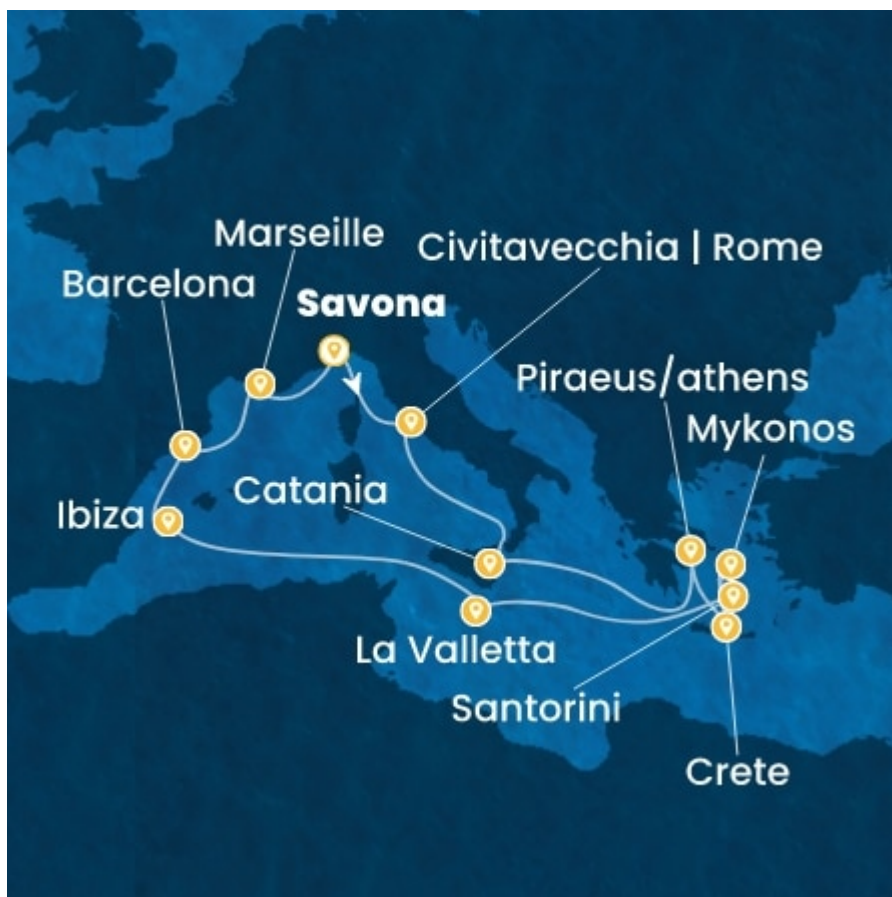 Marseille
Civitavecchia | Rome
Barcelona
Savona
Piraeus/athens
Mykonos
Catania
Ibiza
La Valletta
Santorini
Crete